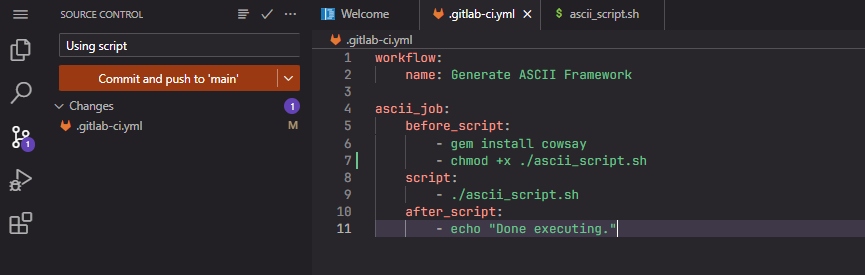 SOURCE CONTROL
Using script
Commit and push to 'main'
Changes
1
.gitlab-ci.yml
M
1
Welcome
.gitlab-ci.yml
$ ascii_script.sh
.gitlab-ci.yml
1 workflow:
2 name: Generate ASCII Framework
3
4 ascii_job:
5 before_script:
6 - gem install cowsay
7 - chmod +x ./ascii_script.sh
8 script:
9 - ./ascii_script.sh
10 after_script:
11 - echo "Done executing."